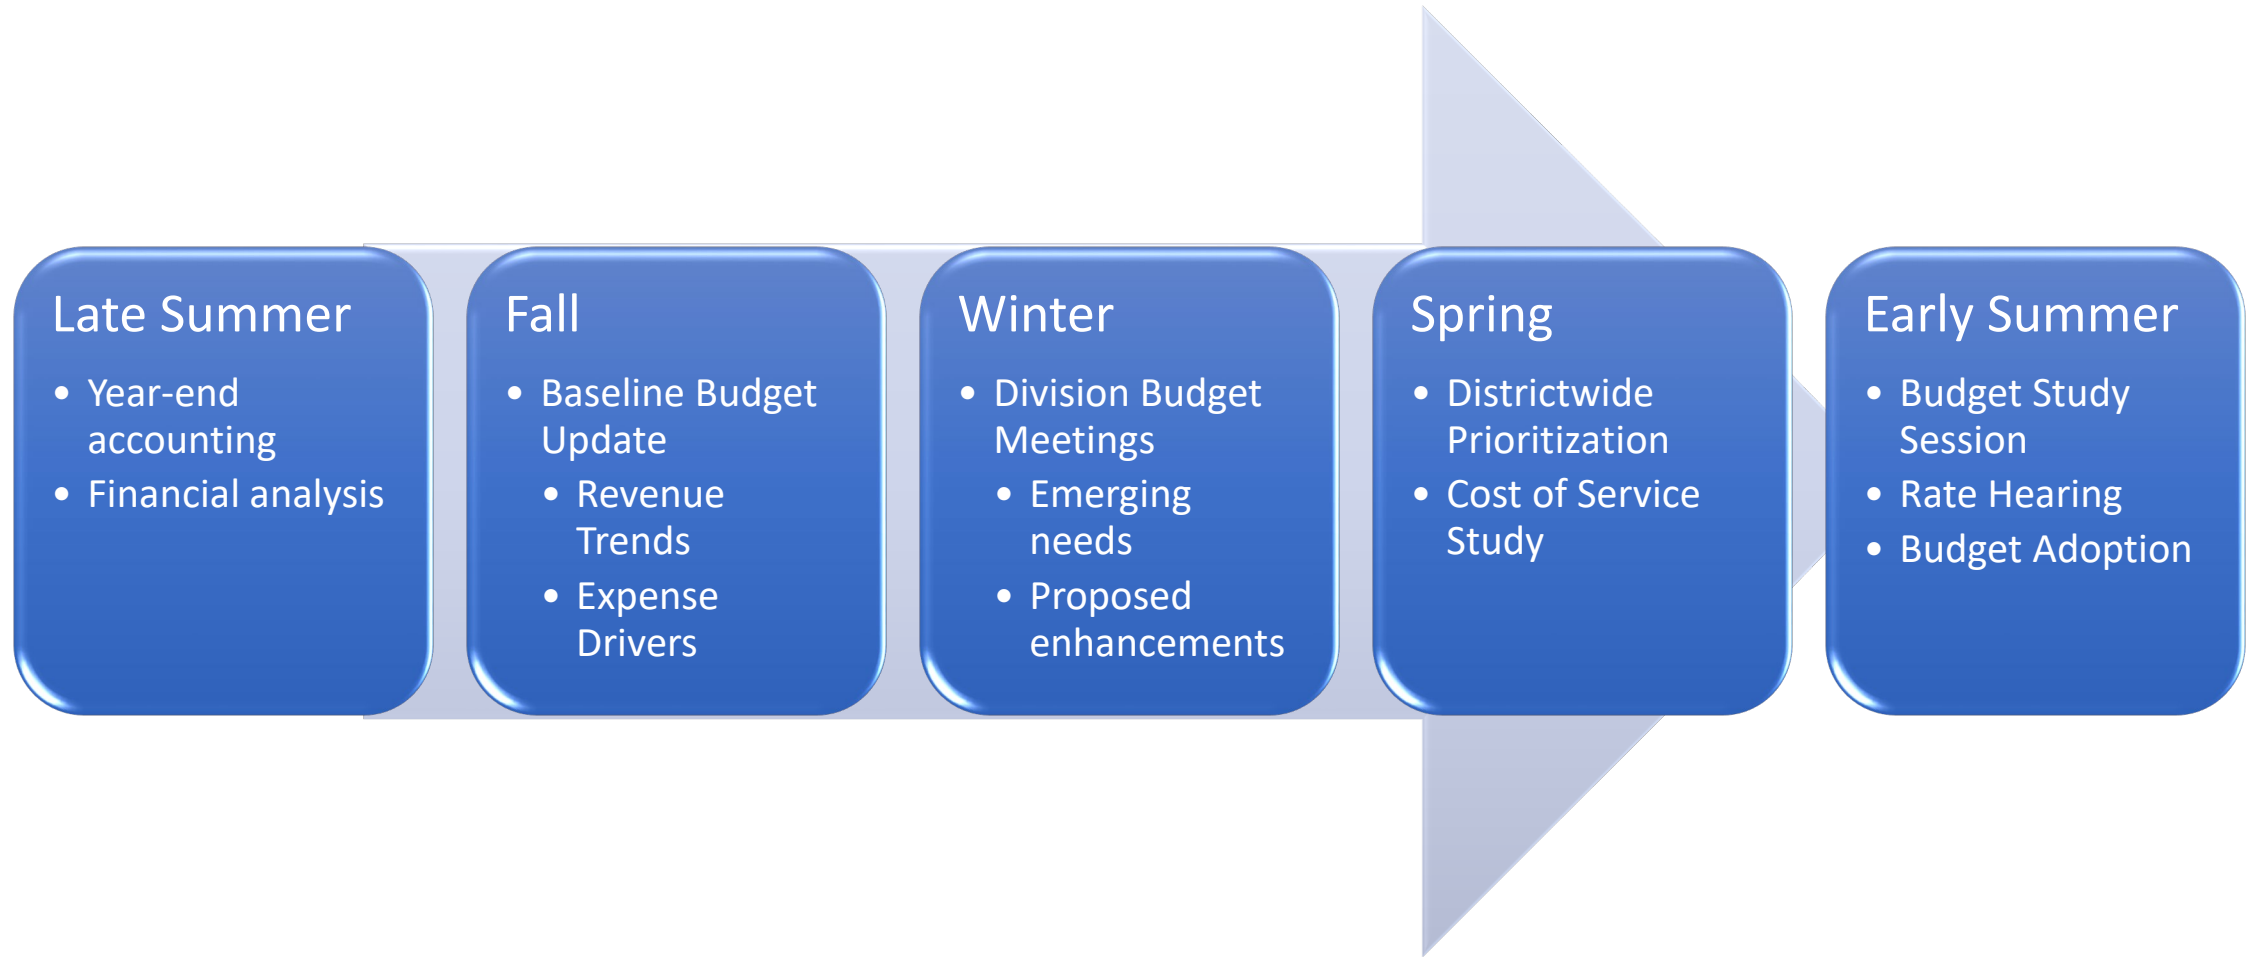 Late Summer
• Year-end
accounting
• Financial analysis
Fall
• Baseline Budget
Update
• Revenue
Trends
• Expense
Drivers
Winter
• Division Budget
Meetings
• Emerging
needs
• Proposed
enhancements
Spring
• Districtwide
Prioritization
• Cost of Service
Study
Early Summer
• Budget Study
Session
• Rate Hearing
• Budget Adoption